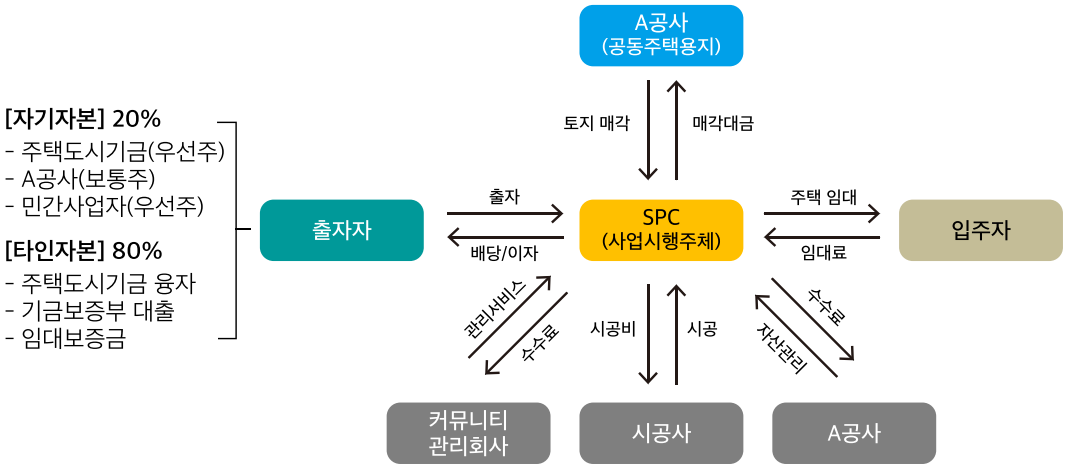 A공사
(공동주택용지)
토지 매각
매각대금
[자기자본] 20%
- 주택도시기금(우선주)
- A공사(보통주)
- 민간사업자(우선주)
[타인자본] 80%
- 주택도시기금 융자
- 기금보증부 대출
- 임대보증금
출자자
출자
배당/이자
SPC
(사업시행주체)
주택 임대
임대료
입주자
관리서비스
수수료
시공비
시공
수수료
자산관리
커뮤니티
관리회사
시공사
A공사